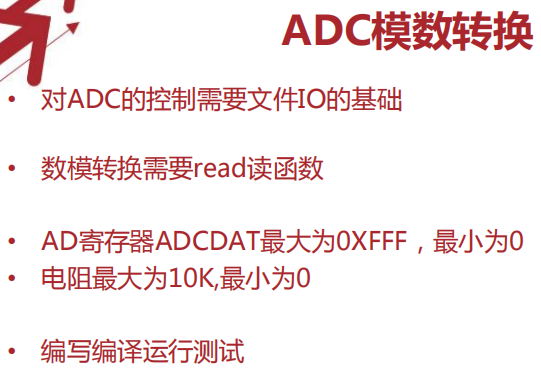 ADC模数转换
• 对ADC的控制需要文件IO的基础
• 数模转换需要read读函数
• AD寄存器ADCDAT最大为0XFFF，最小为0
• 电阻最大为10K,最小为0
• 编写编译运行测试